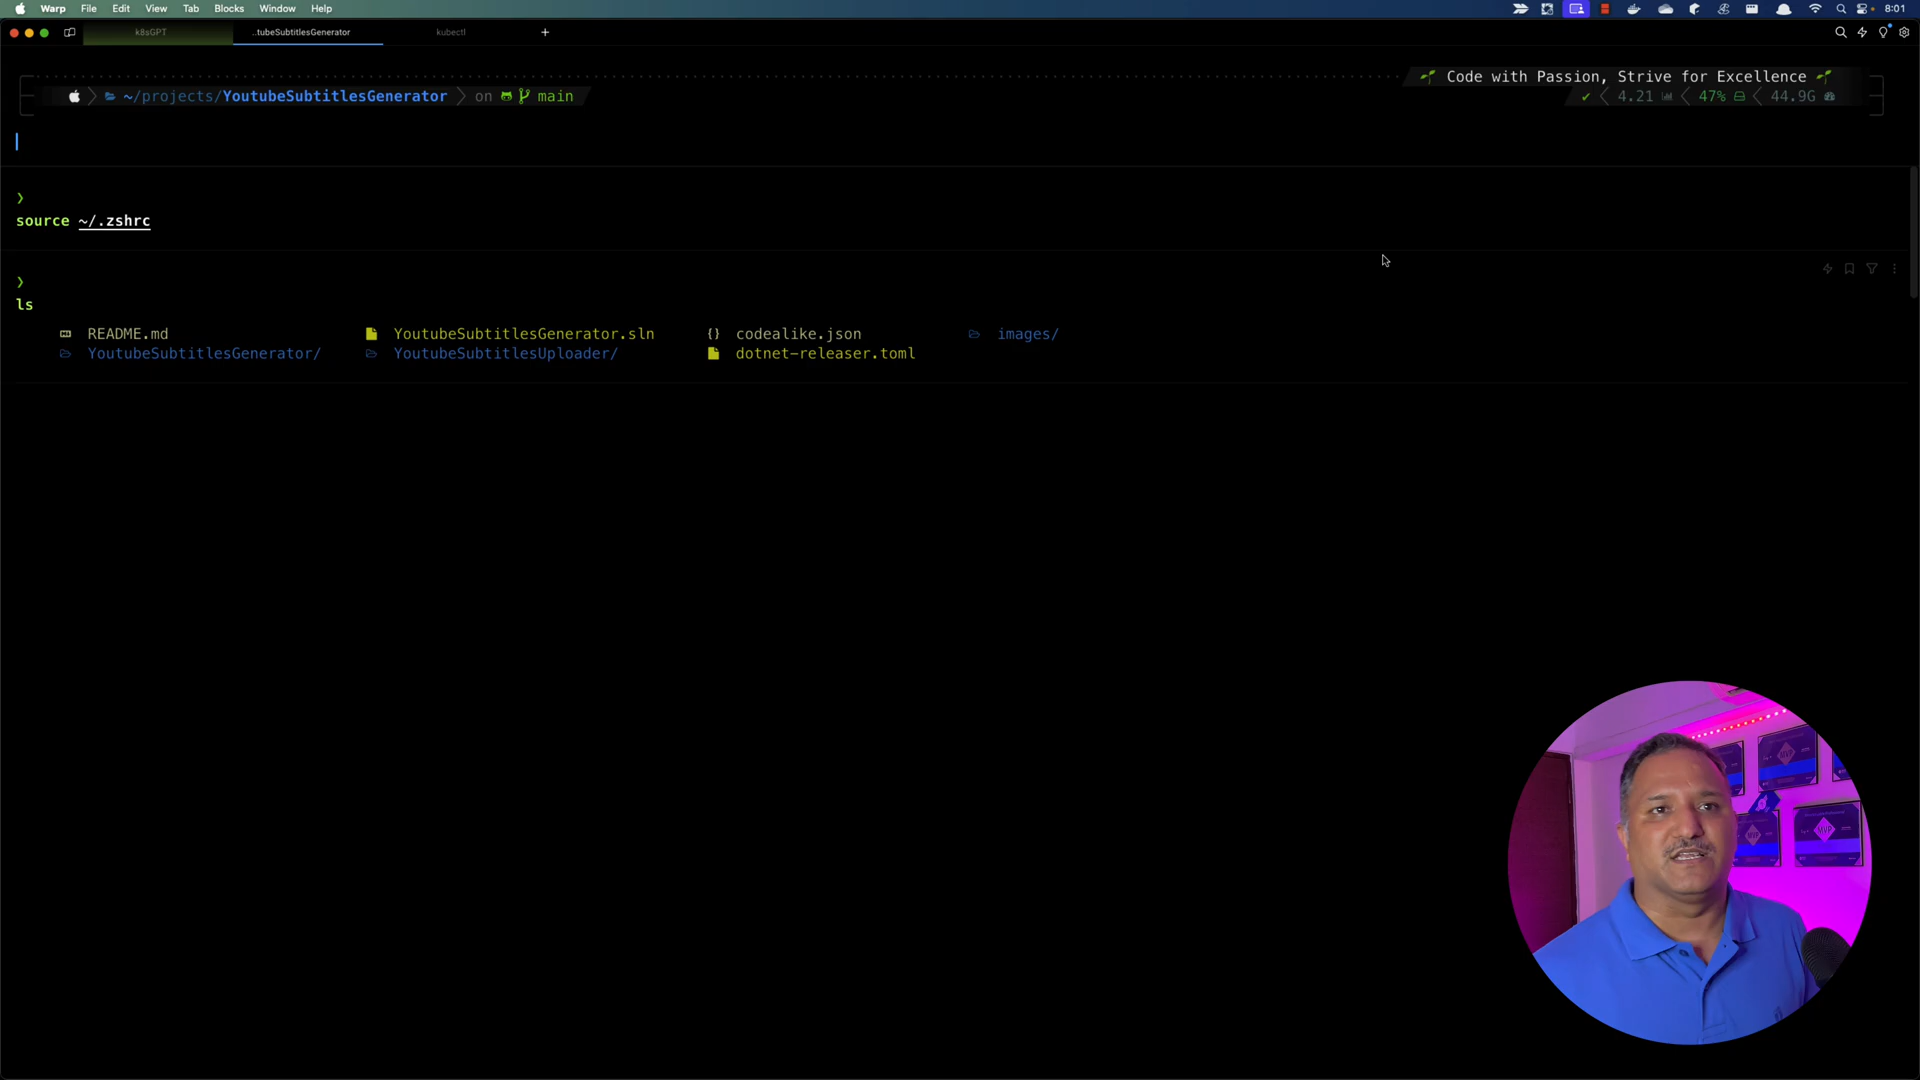 Warp File Edit View Tab Blocks Window Help 8:01
k8sGPT ..tubeSubtitlesGenerator kubectl +
Code with Passion, Strive for Excellence
~/projects/YoutubeSubtitlesGenerator on main 4.21 47% 44.9G
source ~/.zshrc
ls
README.md YoutubeSubtitlesGenerator.sln {} codealike.json images/
YoutubeSubtitlesGenerator/ YoutubeSubtitlesUploader/ dotnet-releaser.toml
MVP
MVP